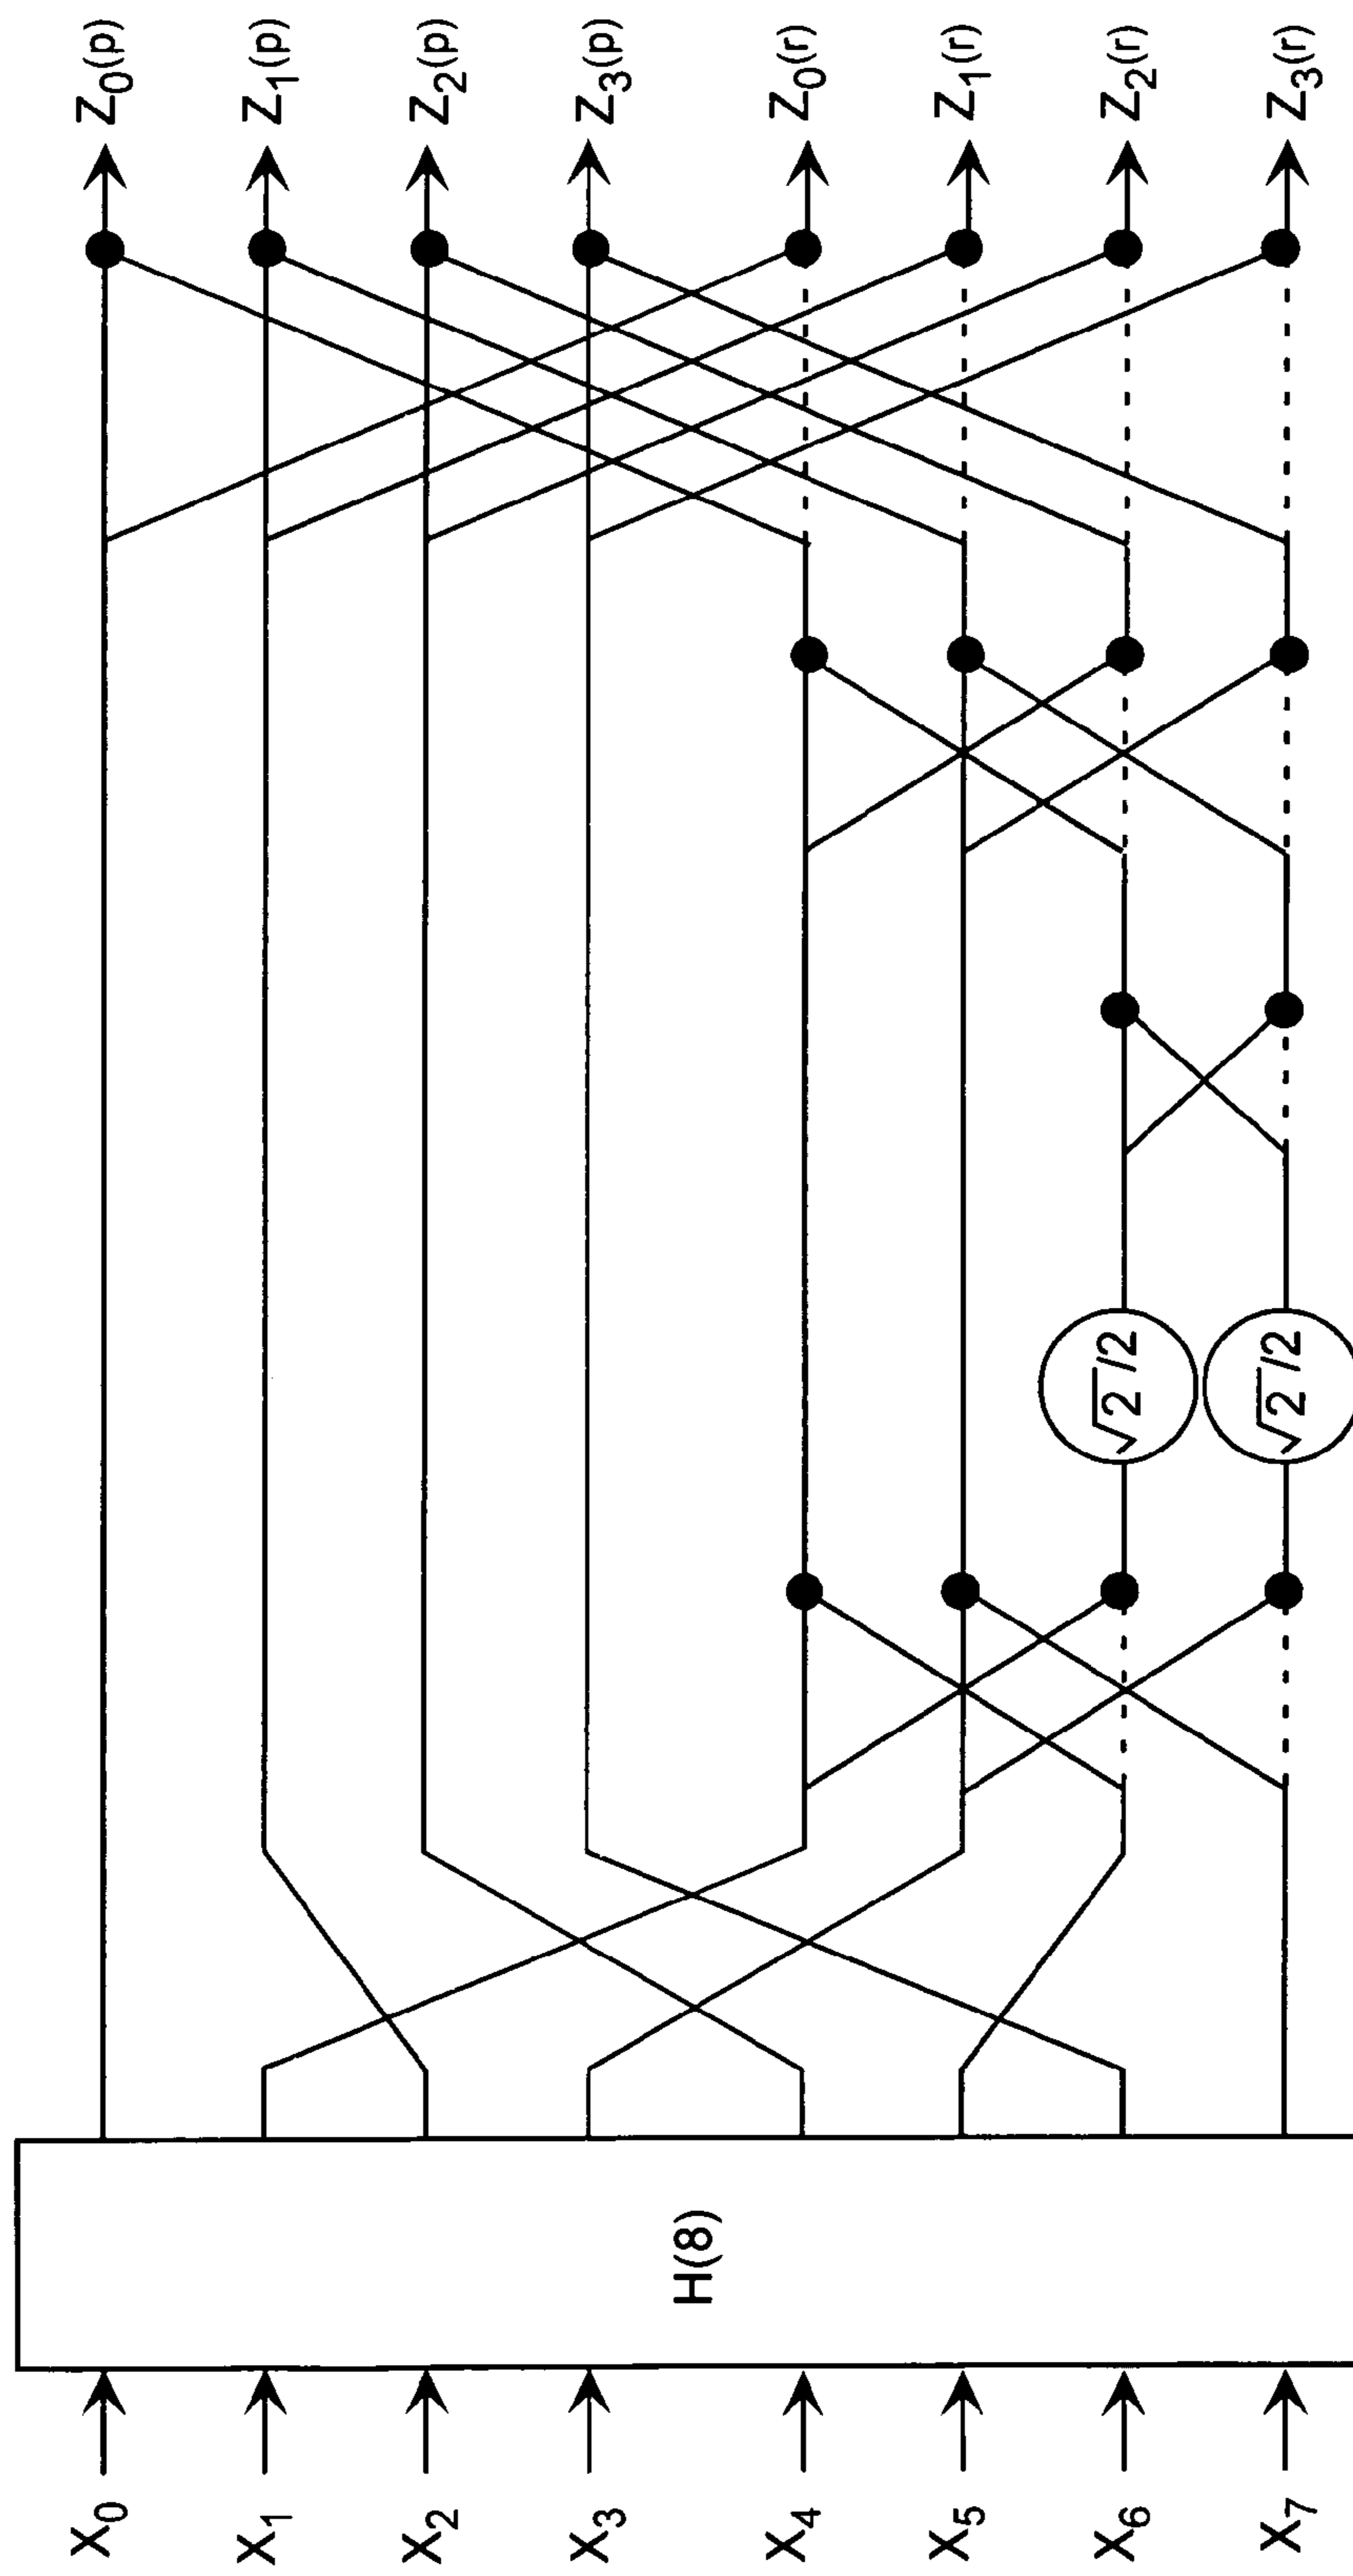 X0
X1
X2
X3
X4
X5
X6
X7
H(8)
√2/2
√2/2
Z0(p)
Z1(p)
Z2(p)
Z3(p)
Z0(r)
Z1(r)
Z2(r)
Z3(r)